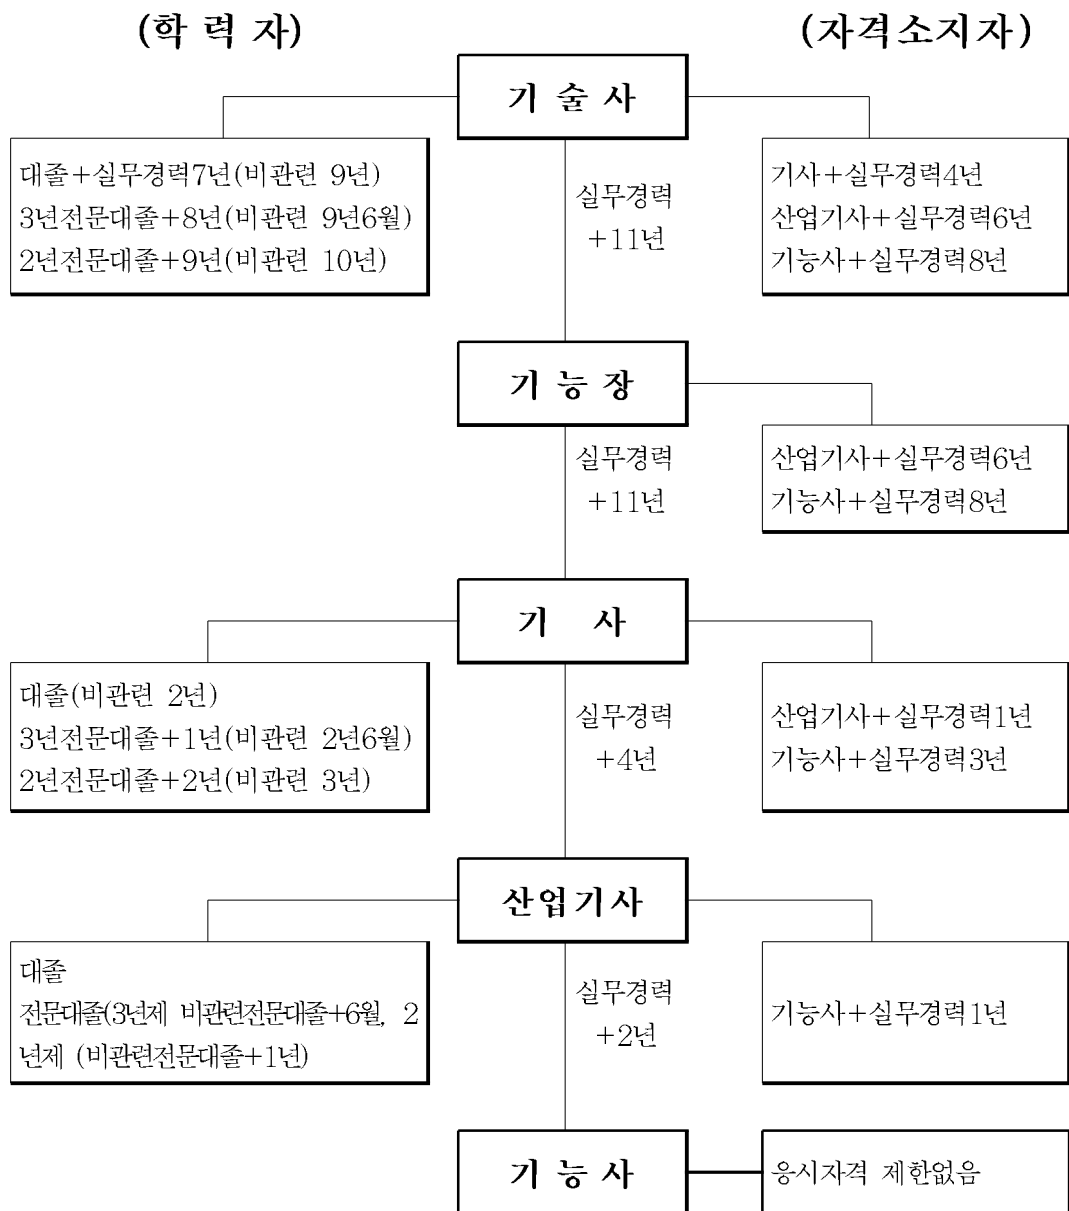 (학 력 자)
(자격소지자)
기 술 사
대졸+실무경력7년(비관련 9년)
3년전문대졸+8년(비관련 9년6월)
2년전문대졸+9년(비관련 10년)
실무경력
+11년
기사+실무경력4년
산업기사+실무경력6년
기능사+실무경력8년
기 능 장
실무경력
+11년
산업기사+실무경력6년
기능사+실무경력8년
기 사
대졸(비관련 2년)
3년전문대졸+1년(비관련 2년6월)
2년전문대졸+2년(비관련 3년)
실무경력
+4년
산업기사+실무경력1년
기능사+실무경력3년
산업기사
대졸
전문대졸(3년제 비관련전문대졸+6월, 2
년제 (비관련전문대졸+1년)
실무경력
+2년
기능사+실무경력1년
기 능 사
응시자격 제한없음